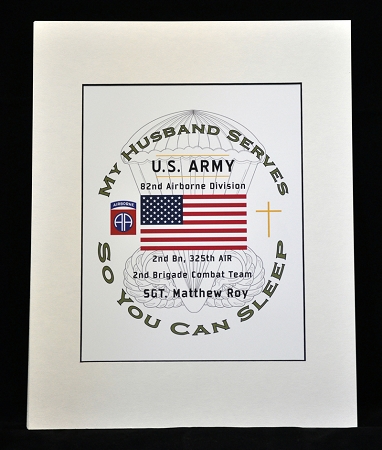 MY HUSBAND SERVES
U.S. ARMY
82nd Airborne Division
AIRBORNE
AA
2nd Bn, 325th AIR
2nd Brigade Combat Team
SGT. Matthew Roy
SO YOU CAN SLEEP